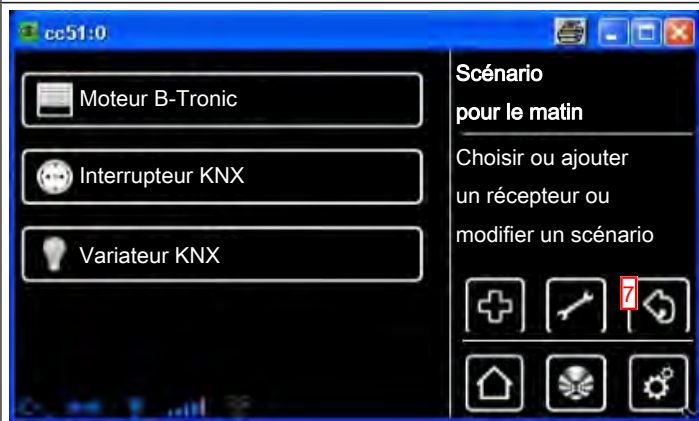 cc51:0
Moteur B-Tronic
Interrupteur KNX
Variateur KNX
Scénario
pour le matin
Choisir ou ajouter
un récepteur ou
modifier un scénario
7